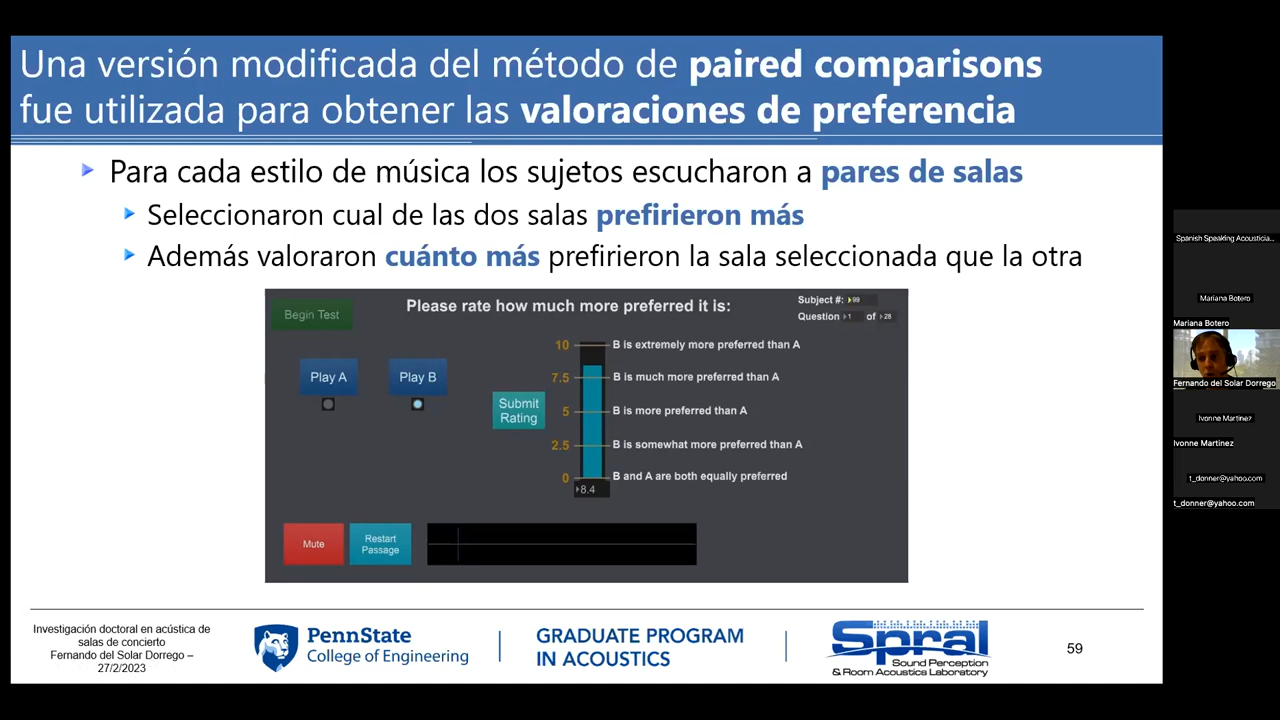 Una versión modificada del método de paired comparisons
fue utilizada para obtener las valoraciones de preferencia
Para cada estilo de música los sujetos escucharon a pares de salas
Seleccionaron cual de las dos salas prefirieron más
Además valoraron cuánto más prefirieron la sala seleccionada que la otra
Begin Test
Please rate how much more preferred it is:
Subject #: 99
Question 1 of 28
Play A
Play B
Submit
Rating
10 B is extremely more preferred than A
7.5 B is much more preferred than A
5 B is more preferred than A
2.5 B is somewhat more preferred than A
0 B and A are both equally preferred
8.4
Mute
Restart
Passage
Investigación doctoral en acústica de
salas de concierto
Fernando del Solar Dorrego –
27/2/2023
PennState
College of Engineering
GRADUATE PROGRAM
IN ACOUSTICS
Spral
Sound Perception
& Room Acoustics Laboratory
59
Spanish Speaking Acousticia...
Mariana Botero
Mariana Botero
Fernando del Solar Dorrego
Ivonne Martinez
Ivonne Martinez
t_donner@yahoo.com
t_donner@yahoo.com